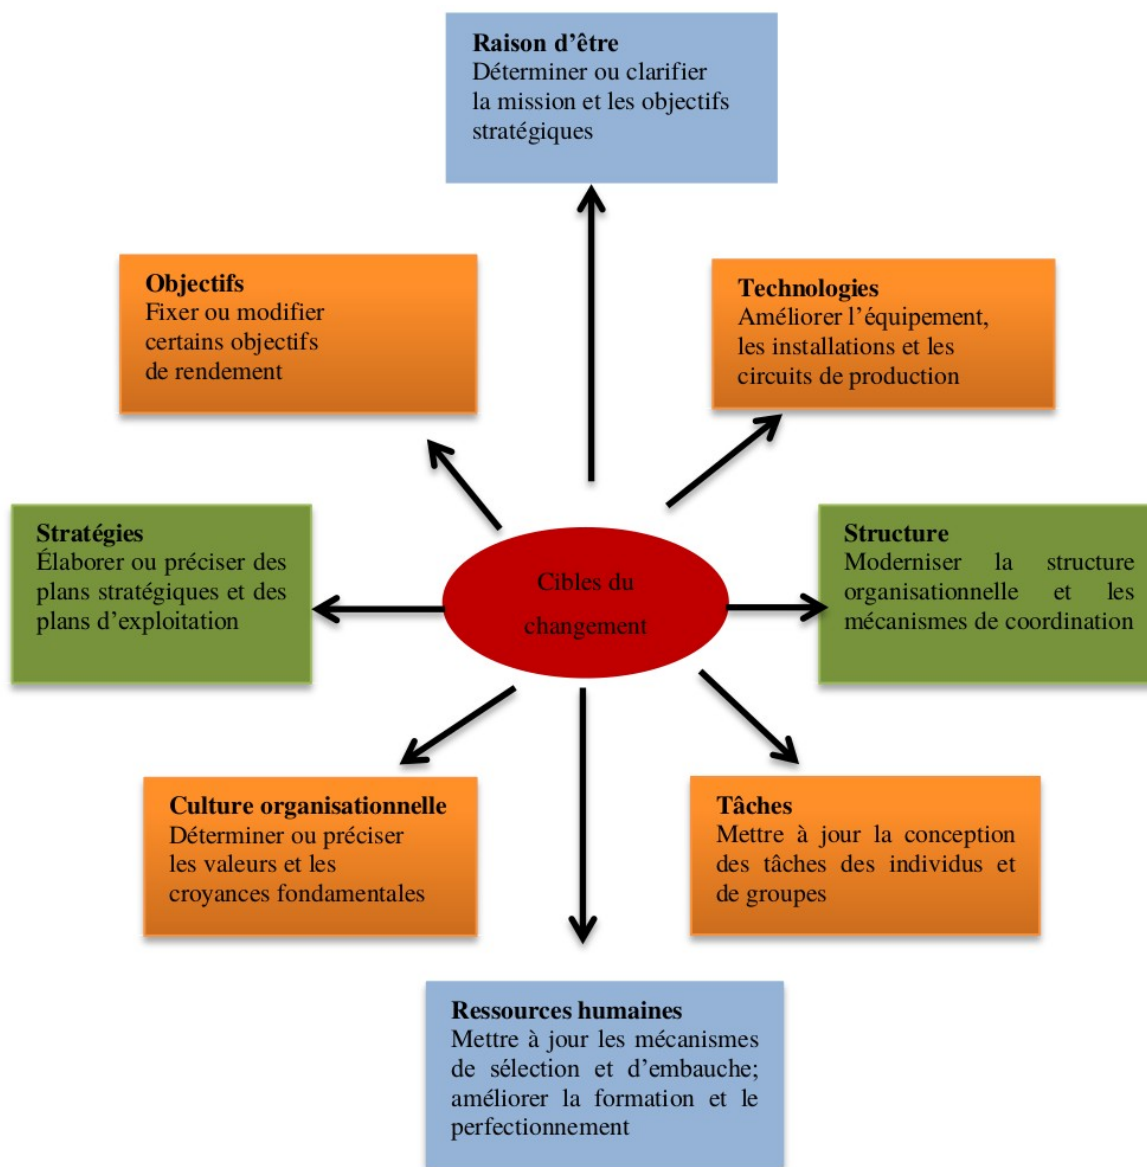 Raison d’être
Déterminer ou clarifier
la mission et les objectifs
stratégiques
Objectifs
Fixer ou modifier
certains objectifs
de rendement
Technologies
Améliorer l’équipement,
les installations et les
circuits de production
Stratégies
Élaborer ou préciser des
plans stratégiques et des
plans d’exploitation
Cibles du
changement
Structure
Moderniser la structure
organisationnelle et les
mécanismes de coordination
Culture organisationnelle
Déterminer ou préciser
les valeurs et les
croyances fondamentales
Tâches
Mettre à jour la conception
des tâches des individus et
de groupes
Ressources humaines
Mettre à jour les mécanismes
de sélection et d’embauche;
améliorer la formation et le
perfectionnement